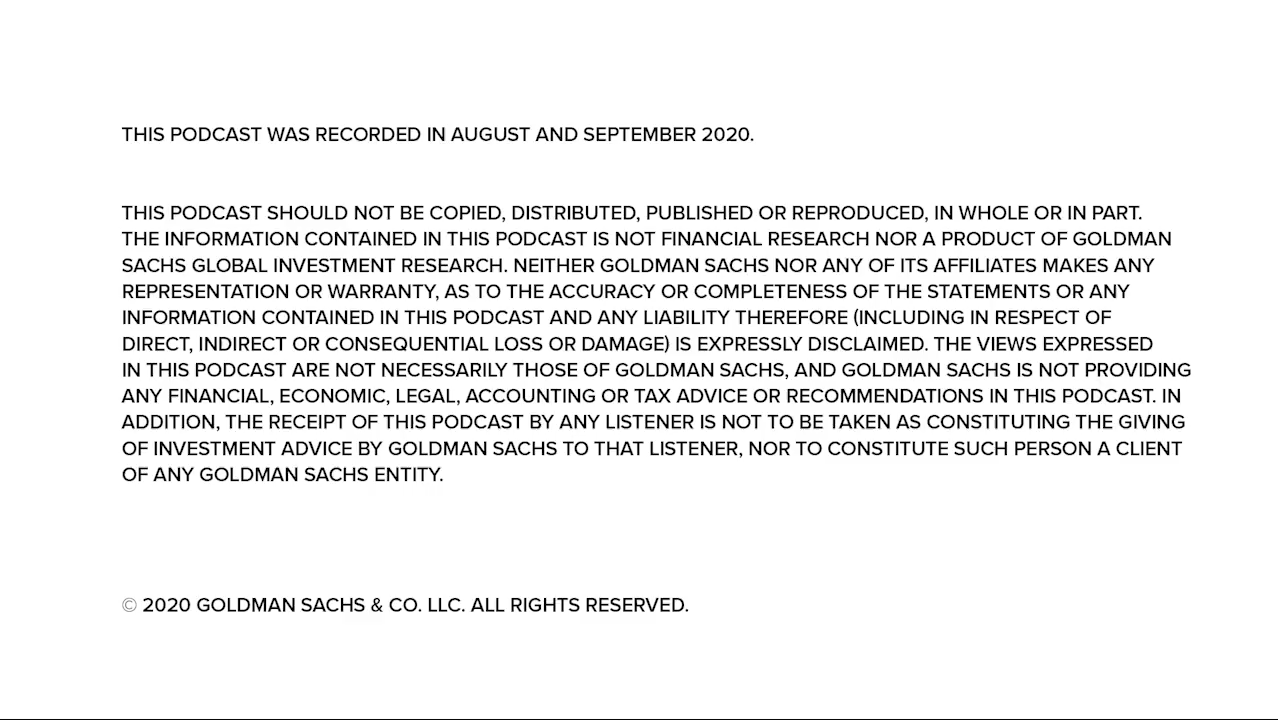 THIS PODCAST WAS RECORDED IN AUGUST AND SEPTEMBER 2020.
THIS PODCAST SHOULD NOT BE COPIED, DISTRIBUTED, PUBLISHED OR REPRODUCED, IN WHOLE OR IN PART.
THE INFORMATION CONTAINED IN THIS PODCAST IS NOT FINANCIAL RESEARCH NOR A PRODUCT OF GOLDMAN
SACHS GLOBAL INVESTMENT RESEARCH. NEITHER GOLDMAN SACHS NOR ANY OF ITS AFFILIATES MAKES ANY
REPRESENTATION OR WARRANTY, AS TO THE ACCURACY OR COMPLETENESS OF THE STATEMENTS OR ANY
INFORMATION CONTAINED IN THIS PODCAST AND ANY LIABILITY THEREFORE (INCLUDING IN RESPECT OF
DIRECT, INDIRECT OR CONSEQUENTIAL LOSS OR DAMAGE) IS EXPRESSLY DISCLAIMED. THE VIEWS EXPRESSED
IN THIS PODCAST ARE NOT NECESSARILY THOSE OF GOLDMAN SACHS, AND GOLDMAN SACHS IS NOT PROVIDING
ANY FINANCIAL, ECONOMIC, LEGAL, ACCOUNTING OR TAX ADVICE OR RECOMMENDATIONS IN THIS PODCAST. IN
ADDITION, THE RECEIPT OF THIS PODCAST BY ANY LISTENER IS NOT TO BE TAKEN AS CONSTITUTING THE GIVING
OF INVESTMENT ADVICE BY GOLDMAN SACHS TO THAT LISTENER, NOR TO CONSTITUTE SUCH PERSON A CLIENT
OF ANY GOLDMAN SACHS ENTITY.
© 2020 GOLDMAN SACHS & CO. LLC. ALL RIGHTS RESERVED.